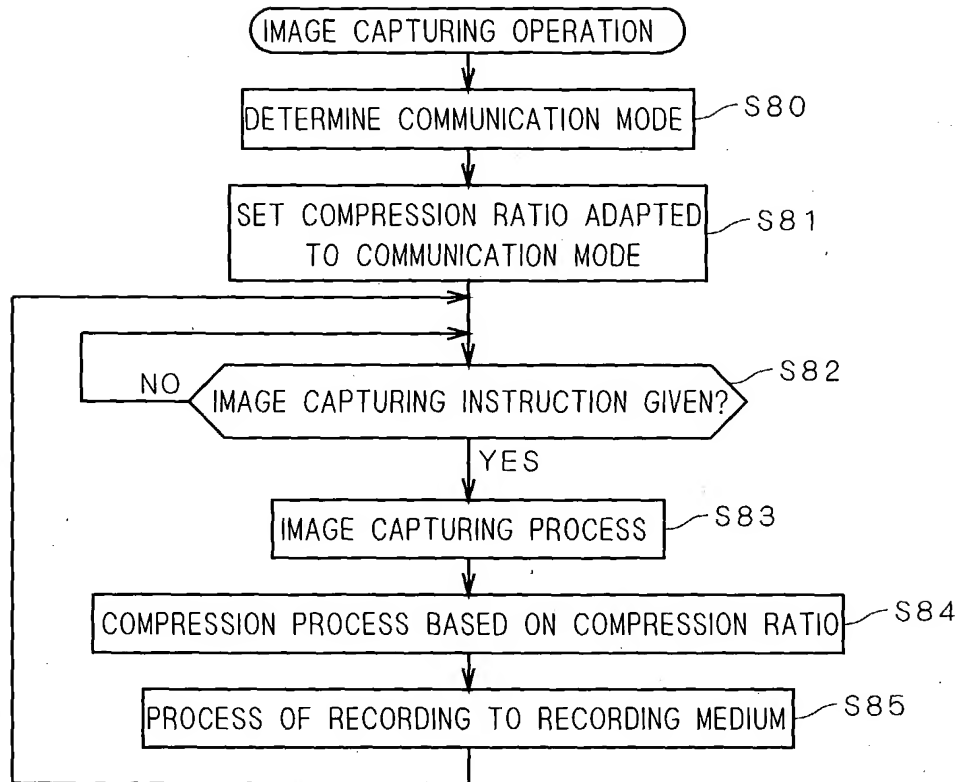 IMAGE CAPTURING OPERATION
DETERMINE COMMUNICATION MODE
S80
SET COMPRESSION RATIO ADAPTED
TO COMMUNICATION MODE
S81
IMAGE CAPTURING INSTRUCTION GIVEN?
S82
NO
YES
IMAGE CAPTURING PROCESS
S83
COMPRESSION PROCESS BASED ON COMPRESSION RATIO
S84
PROCESS OF RECORDING TO RECORDING MEDIUM
S85